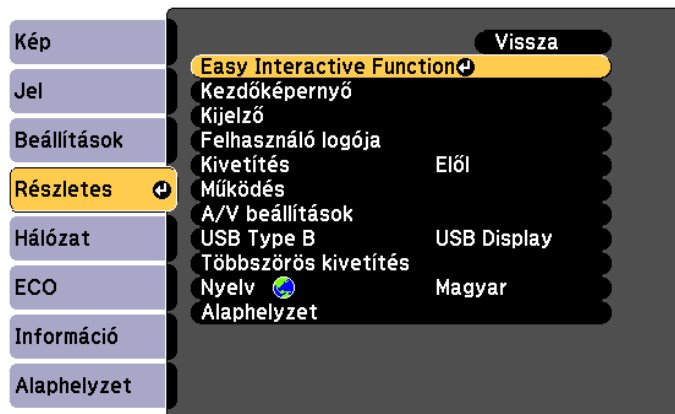 Kép
Jel
Beállítások
Részletes
Hálózat
ECO
Információ
Alaphelyzet
Vissza
Easy Interactive Function
Kezdőképernyő
Kijelző
Felhasználó logója
Kivetítés Elől
Működés
A/V beállítások
USB Type B USB Display
Többszörös kivetítés
Nyelv Magyar
Alaphelyzet